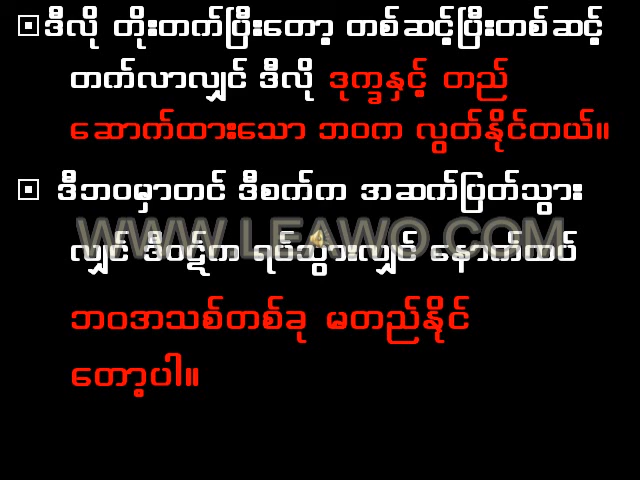 ဒီလို တိုးတက်ပြီးတော့ တစ်ဆင့်ပြီးတစ်ဆင့်
တက်လာလျှင် ဒီလို ဒုက္ခနှင့် တည်
ဆောက်ထားသော ဘဝက လွတ်နိုင်တယ်။
ဒီဘဝမှာတင် ဒီစက်က အဆက်ပြတ်သွား
WWW.LEAWO.COM
လျှင် ဒီဝဋ်က ရပ်သွားလျှင် နောက်ထပ်
ဘဝအသစ်တစ်ခု မတည်နိုင်
တော့ပါ။